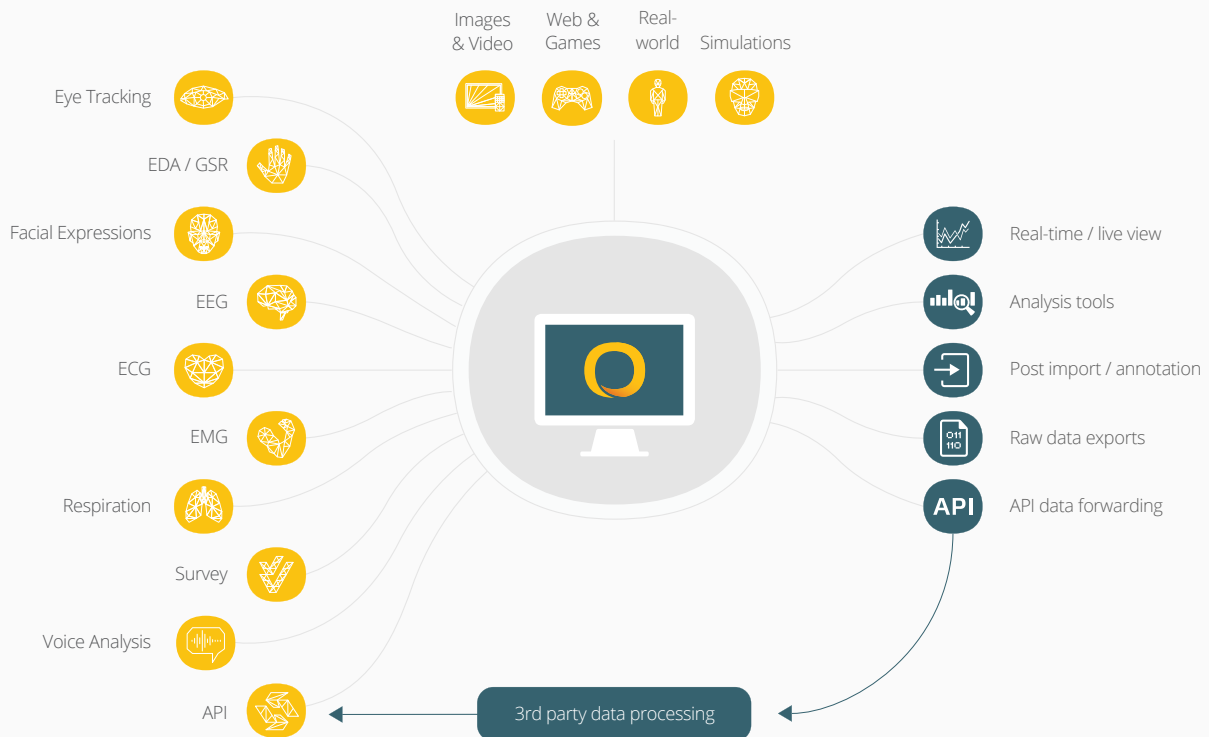 Images
& Video
Web &
Games
Real-
world
Simulations
Eye Tracking
EDA / GSR
Facial Expressions
EEG
ECG
EMG
Respiration
Survey
Voice Analysis
API
Real-time / live view
Analysis tools
Post import / annotation
011
110
Raw data exports
API
API data forwarding
3rd party data processing